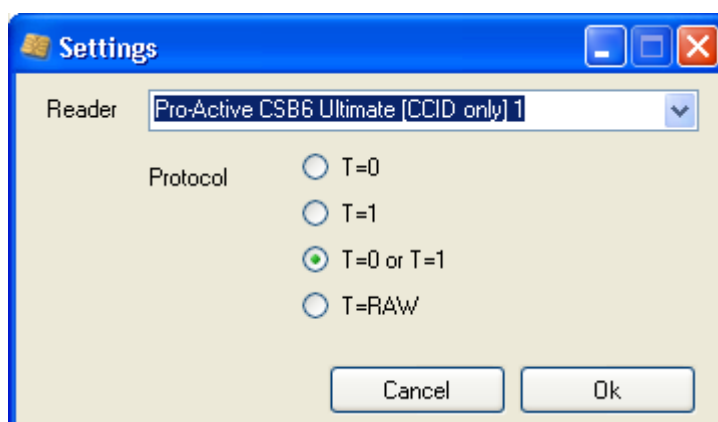 Settings
Reader Pro-Active CSB6 Ultimate [CCID only] 1
Protocol T=0
T=1
T=0 or T=1
T=RAW
Cancel Ok